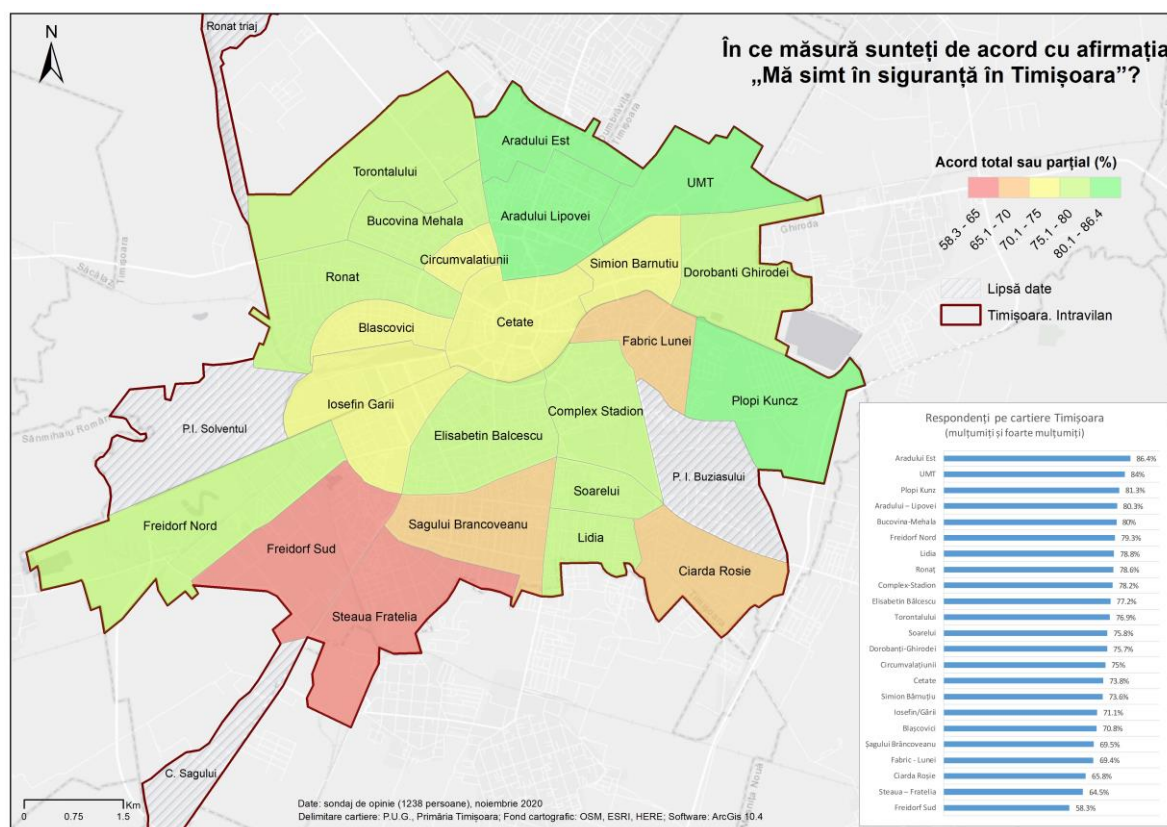 Ronat triaj
N
În ce măsură sunteți de acord cu afirmația
„Mă simt în siguranță în Timișoara”?
Dumbrăvița
Timișoara
Aradului Est
Torontalului
UMT
Acord total sau parțial (%)
58.3 - 65
65.1 - 70
70.1 - 75
75.1 - 80
80.1 - 86.4
Bucovina Mehala
Aradului Lipovei
Ghiroda
Circumvalatiunii
Simion Barnutiu
Dorobanti Ghirodei
Săcălaz
Timișoara
Ronat
Lipsă date
Timișoara. Intravilan
Blascovici
Cetate
Fabric Lunei
Iosefin Garii
Plopi Kuncz
Complex Stadion
P.I. Solventul
Elisabetin Balcescu
Sânmihaiu Român
P. I. Buziasului
Soarelui
Freidorf Nord
Sagului Brancoveanu
Freidorf Sud
Lidia
Ciarda Rosie
Steaua Fratelia
C. Sagului
Respondenți pe cartiere Timișoara
(mulțumiți și foarte mulțumiți)
Aradului Est 86.4%
UMT 84%
Plopi Kunz 81.3%
Aradului – Lipovei 80.3%
Bucovina-Mehala 80%
Freidorf Nord 79.3%
Lidia 78.8%
Ronaț 78.6%
Complex-Stadion 78.2%
Elisabetin Bălcescu 77.2%
Torontalului 76.9%
Soarelui 75.8%
Dorobanți-Ghirodei 75.7%
Circumvalațiunii 75%
Cetate 73.8%
Simion Bărnuțiu 73.6%
Iosefin/Gării 71.1%
Blașcovici 70.8%
Șagului Brâncoveanu 69.5%
Fabric - Lunei 69.4%
Ciarda Roșie 65.8%
Steaua – Fratelia 64.5%
Freidorf Sud 58.3%
Km
0 0.75 1.5
Date: sondaj de opinie (1238 persoane), noiembrie 2020
Delimitare cartiere: P.U.G., Primăria Timișoara; Fond cartografic: OSM, ESRI, HERE; Software: ArcGis 10.4